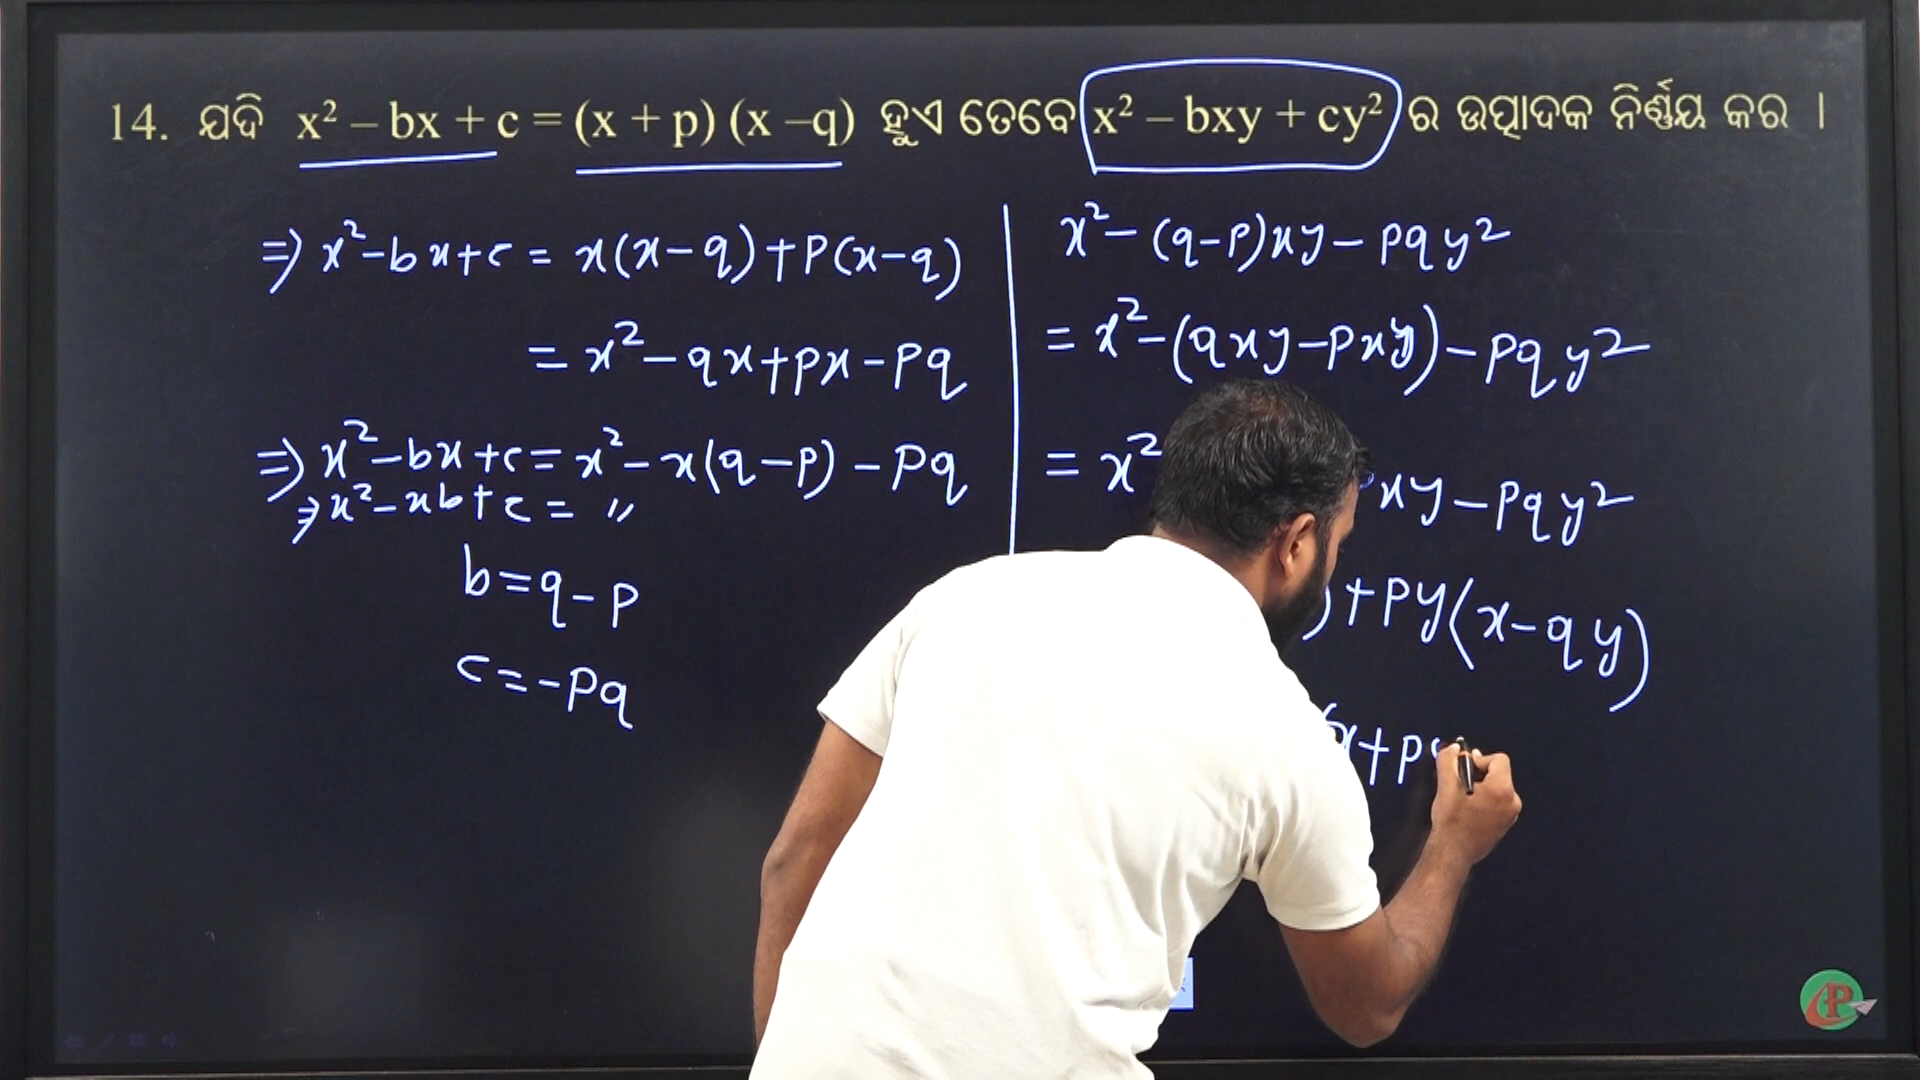 14. ଯଦି x² – bx + c = (x + p) (x –q) ହୁଏ ତେବେ x² – bxy + cy² ର ଉତ୍ପାଦକ ନିର୍ଣ୍ଣୟ କର ।
⇒ x² - bx + c = x(x - q) + p(x - q)
= x² - qx + px - pq
⇒ x² - bx + c = x² - x(q - p) - pq
⇒ x² - xb + c = "
b = q - p
c = -pq
x² - (q - p)xy - pqy²
= x² - (qxy - pxy) - pqy²
= x² xy - pqy²
) + py(x - qy)
(x + py
P